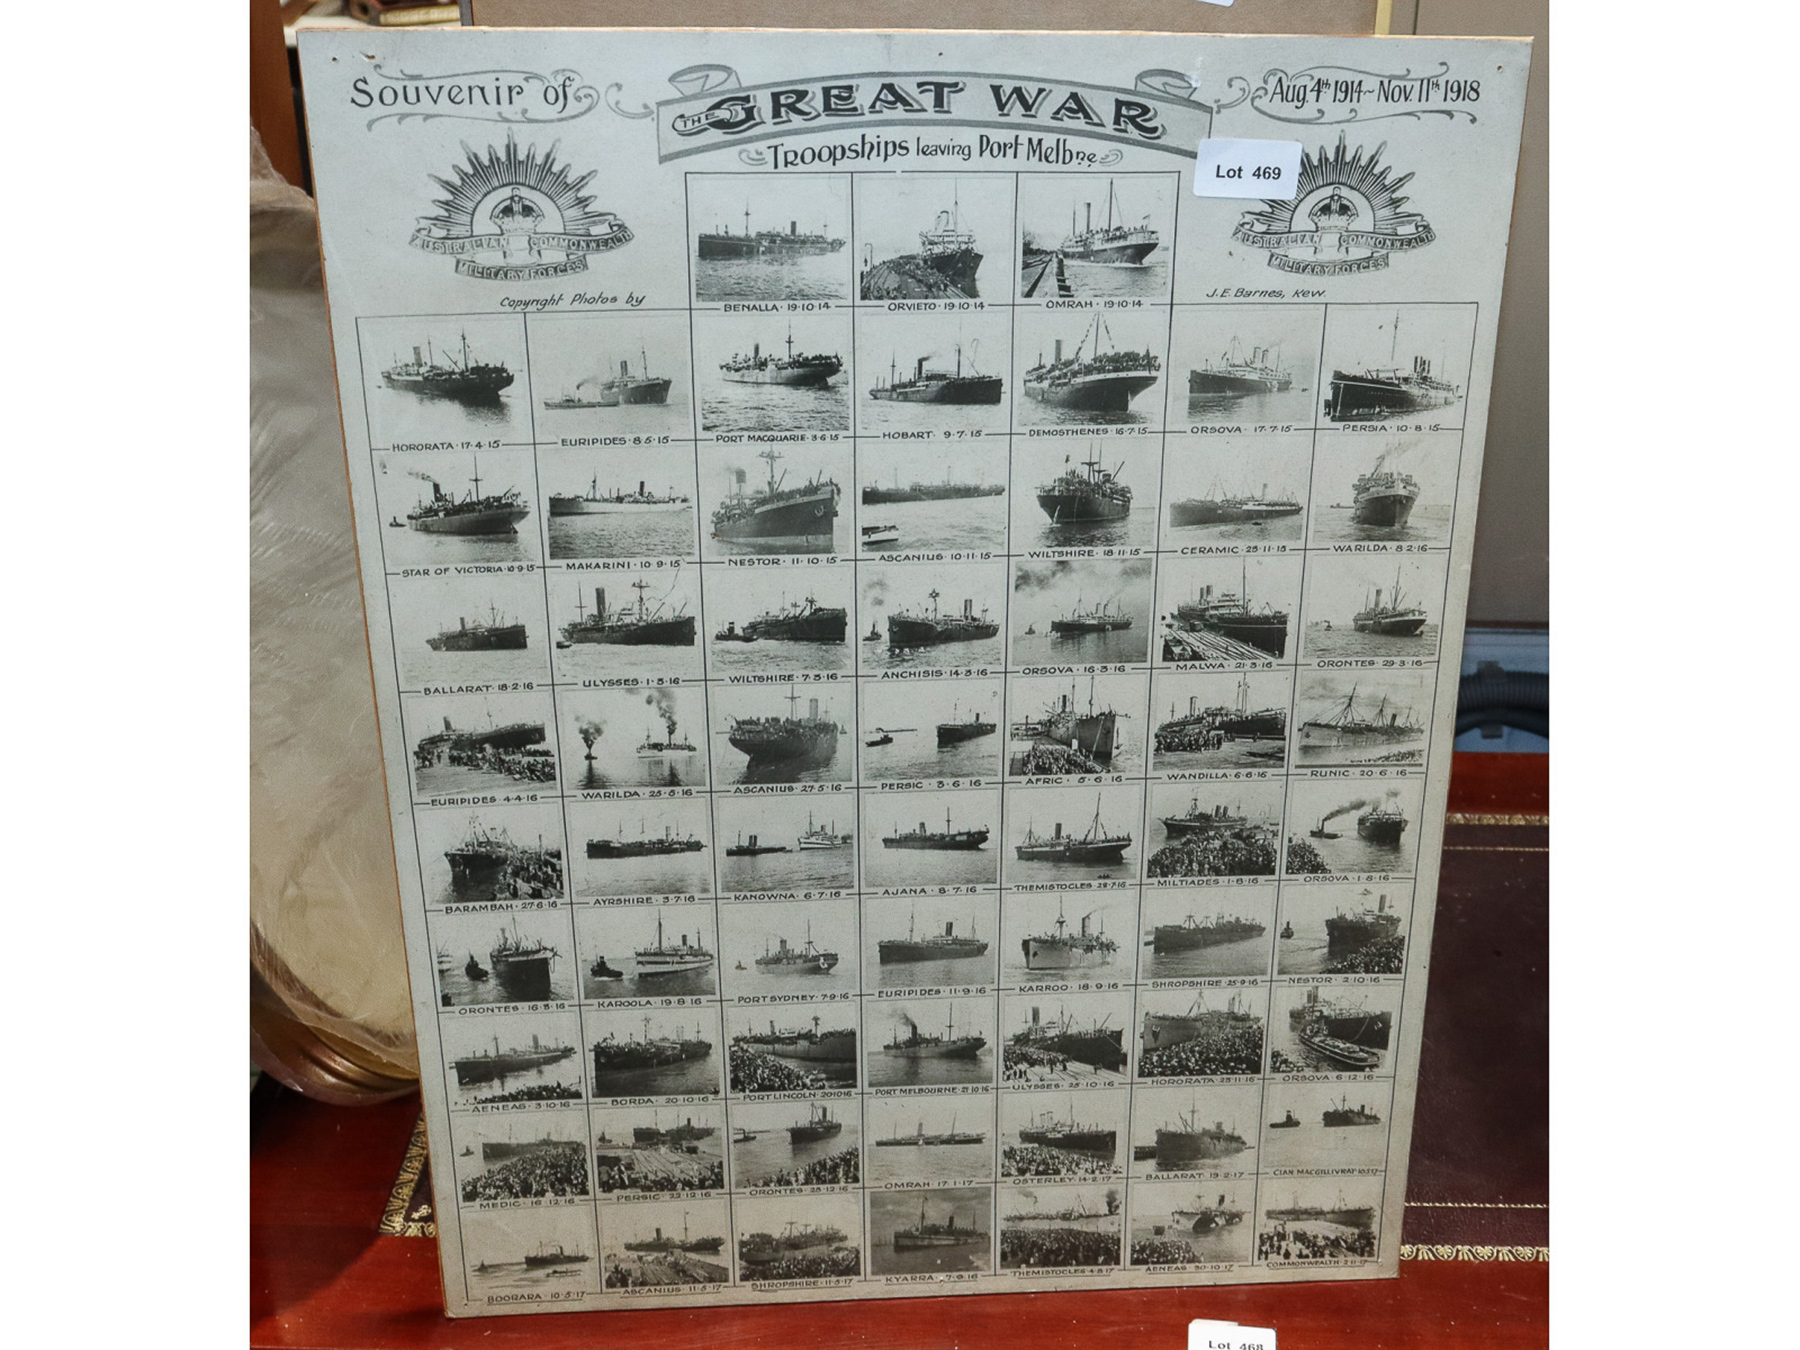 Souvenir of
THE GREAT WAR
Aug. 4th 1914 ~ Nov. 11th 1918
TROOPSHIPS leaving Port Melbne
Lot 469
AUSTRALIAN COMMONWEALTH
MILITARY FORCES
AUSTRALIAN COMMONWEALTH
MILITARY FORCES
Copyright Photos by
J. E. Barnes, Kew.
BENALLA · 19·10·14
ORVIETO · 19·10·14
OMRAH · 19·10·14
HORORATA · 17·4·15
EURIPIDES · 8·5·15
PORT MACQUARIE · 3·6·15
HOBART · 9·7·15
DEMOSTHENES · 16·7·15
ORSOVA · 17·7·15
PERSIA · 10·8·15
STAR OF VICTORIA · 10·9·15
MAKARINI · 10·9·15
NESTOR · 11·10·15
ASCANIUS · 10·11·15
WILTSHIRE · 18·11·15
CERAMIC · 23·11·15
WARILDA · 8·2·16
BALLARAT · 18·2·16
ULYSSES · 1·3·16
WILTSHIRE · 7·3·16
ANCHISIS · 14·3·16
ORSOVA · 16·3·16
MALWA · 21·3·16
ORONTES · 29·3·16
EURIPIDES · 4·4·16
WARILDA · 25·5·16
ASCANIUS · 27·5·16
PERSIC · 3·6·16
AFRIC · 5·6·16
WANDILLA · 6·6·16
RUNIC · 20·6·16
BARAMBAH · 27·6·16
AYRSHIRE · 3·7·16
KANOWNA · 6·7·16
AJANA · 8·7·16
THEMISTOCLES · 28·7·16
MILTIADES · 1·8·16
ORSOVA · 1·8·16
ORONTES · 16·8·16
KAROOLA · 19·8·16
PORT SYDNEY · 7·9·16
EURIPIDES · 11·9·16
KARROO · 18·9·16
SHROPSHIRE · 25·9·16
NESTOR · 2·10·16
AENEAS · 3·10·16
BORDA · 20·10·16
PORT LINCOLN · 20·10·16
PORT MELBOURNE · 21·10·16
ULYSSES · 25·10·16
HORORATA · 23·11·16
ORSOVA · 6·12·16
MEDIC · 16·12·16
PERSIC · 22·12·16
ORONTES · 23·12·16
OMRAH · 17·1·17
OSTERLEY · 14·2·17
BALLARAT · 19·2·17
CLAN MACGILLIVRAY
BOORARA · 10·5·17
ASCANIUS · 11·5·17
SHROPSHIRE · 11·5·17
KYARRA
THEMISTOCLES · 4·8·17
AENEAS · 30·10·17
COMMONWEALTH · 2·11·17
Lot 468